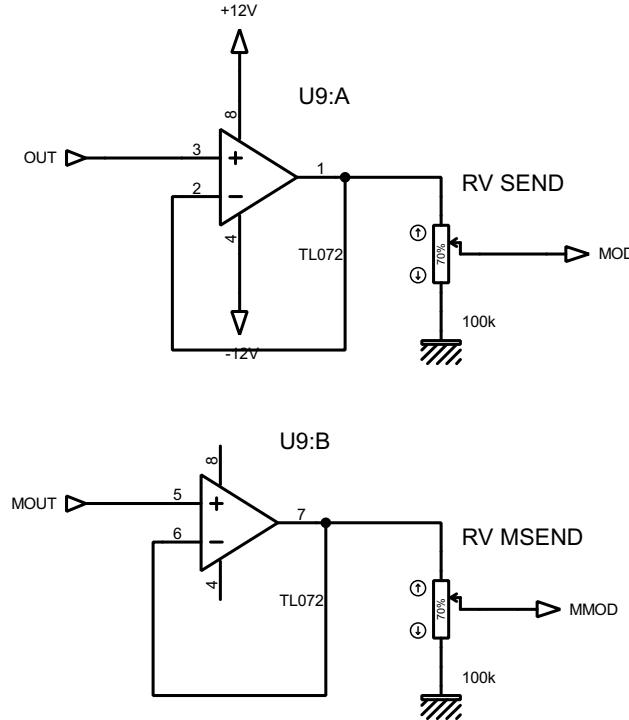 +12V
U9:A
8
OUT
3
1
2
RV SEND
4
TL072
70%
MOD
-12V
100k
U9:B
8
MOUT
5
7
6
RV MSEND
4
TL072
70%
MMOD
100k